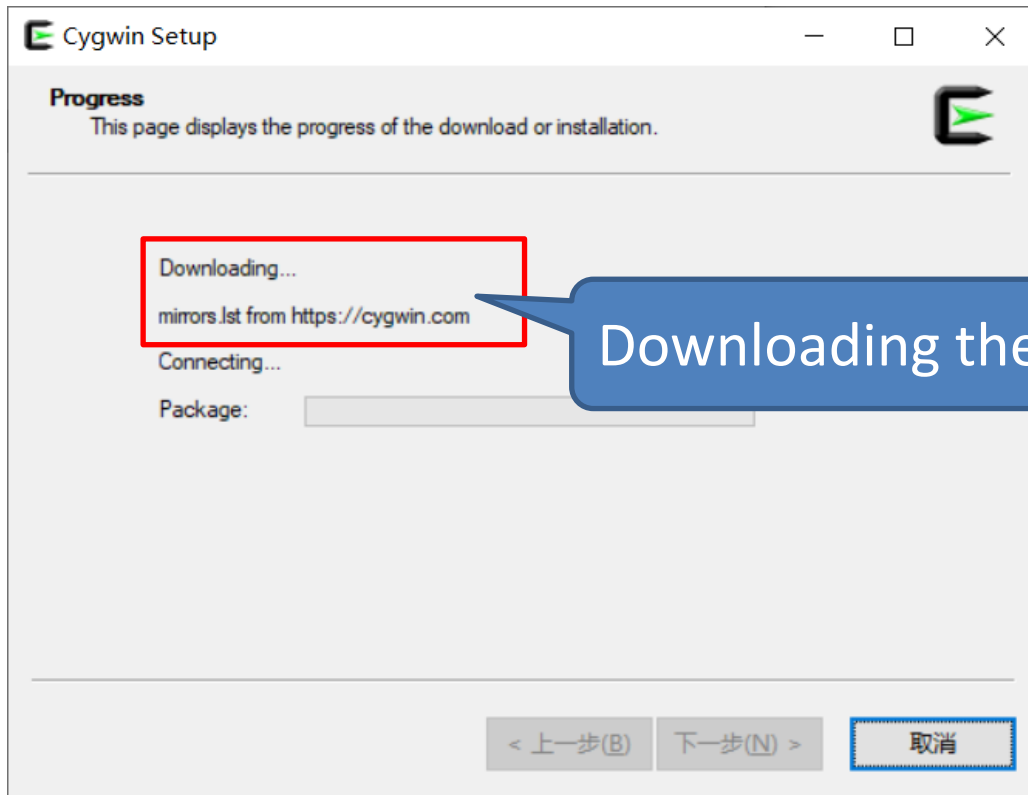 Cygwin Setup
Progress
This page displays the progress of the download or installation.
Downloading...
mirrors.lst from https://cygwin.com
Downloading the
Connecting...
Package:
< 上一步(B)
下一步(N) >
取消